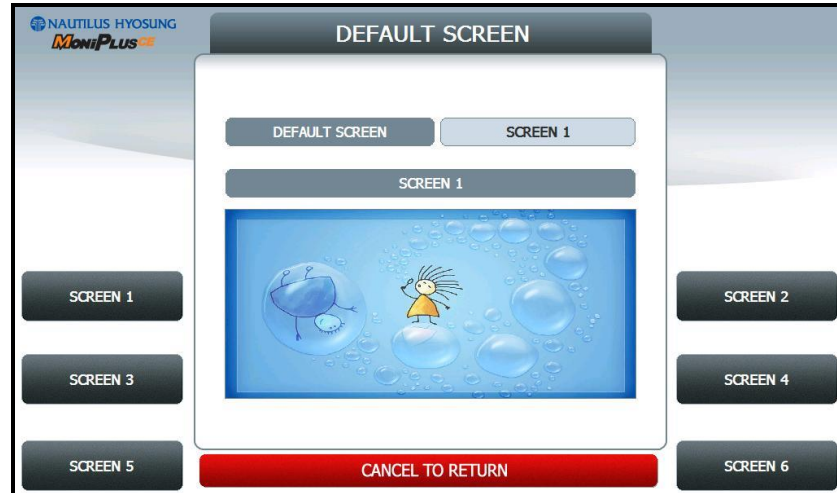 NAUTILUS HYOSUNG
MONIPLUSCE
DEFAULT SCREEN
DEFAULT SCREEN
SCREEN 1
SCREEN 1
SCREEN 1
SCREEN 2
SCREEN 3
SCREEN 4
SCREEN 5
CANCEL TO RETURN
SCREEN 6